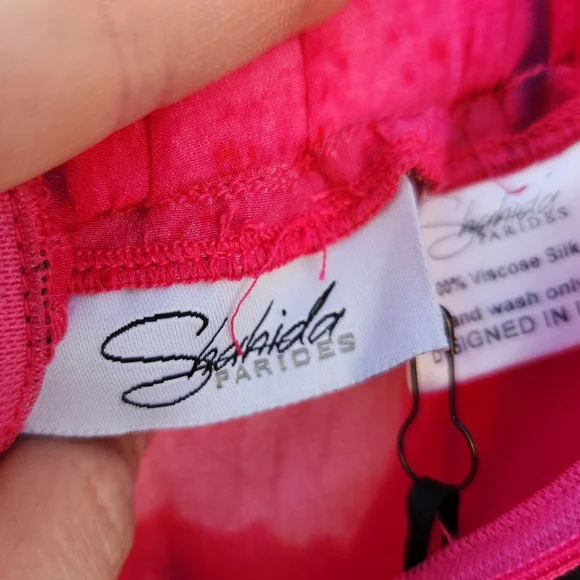 Shahida
PARIDES
Shahida
PARIDES
00% Viscose Silk
and wash only
DESIGNED IN